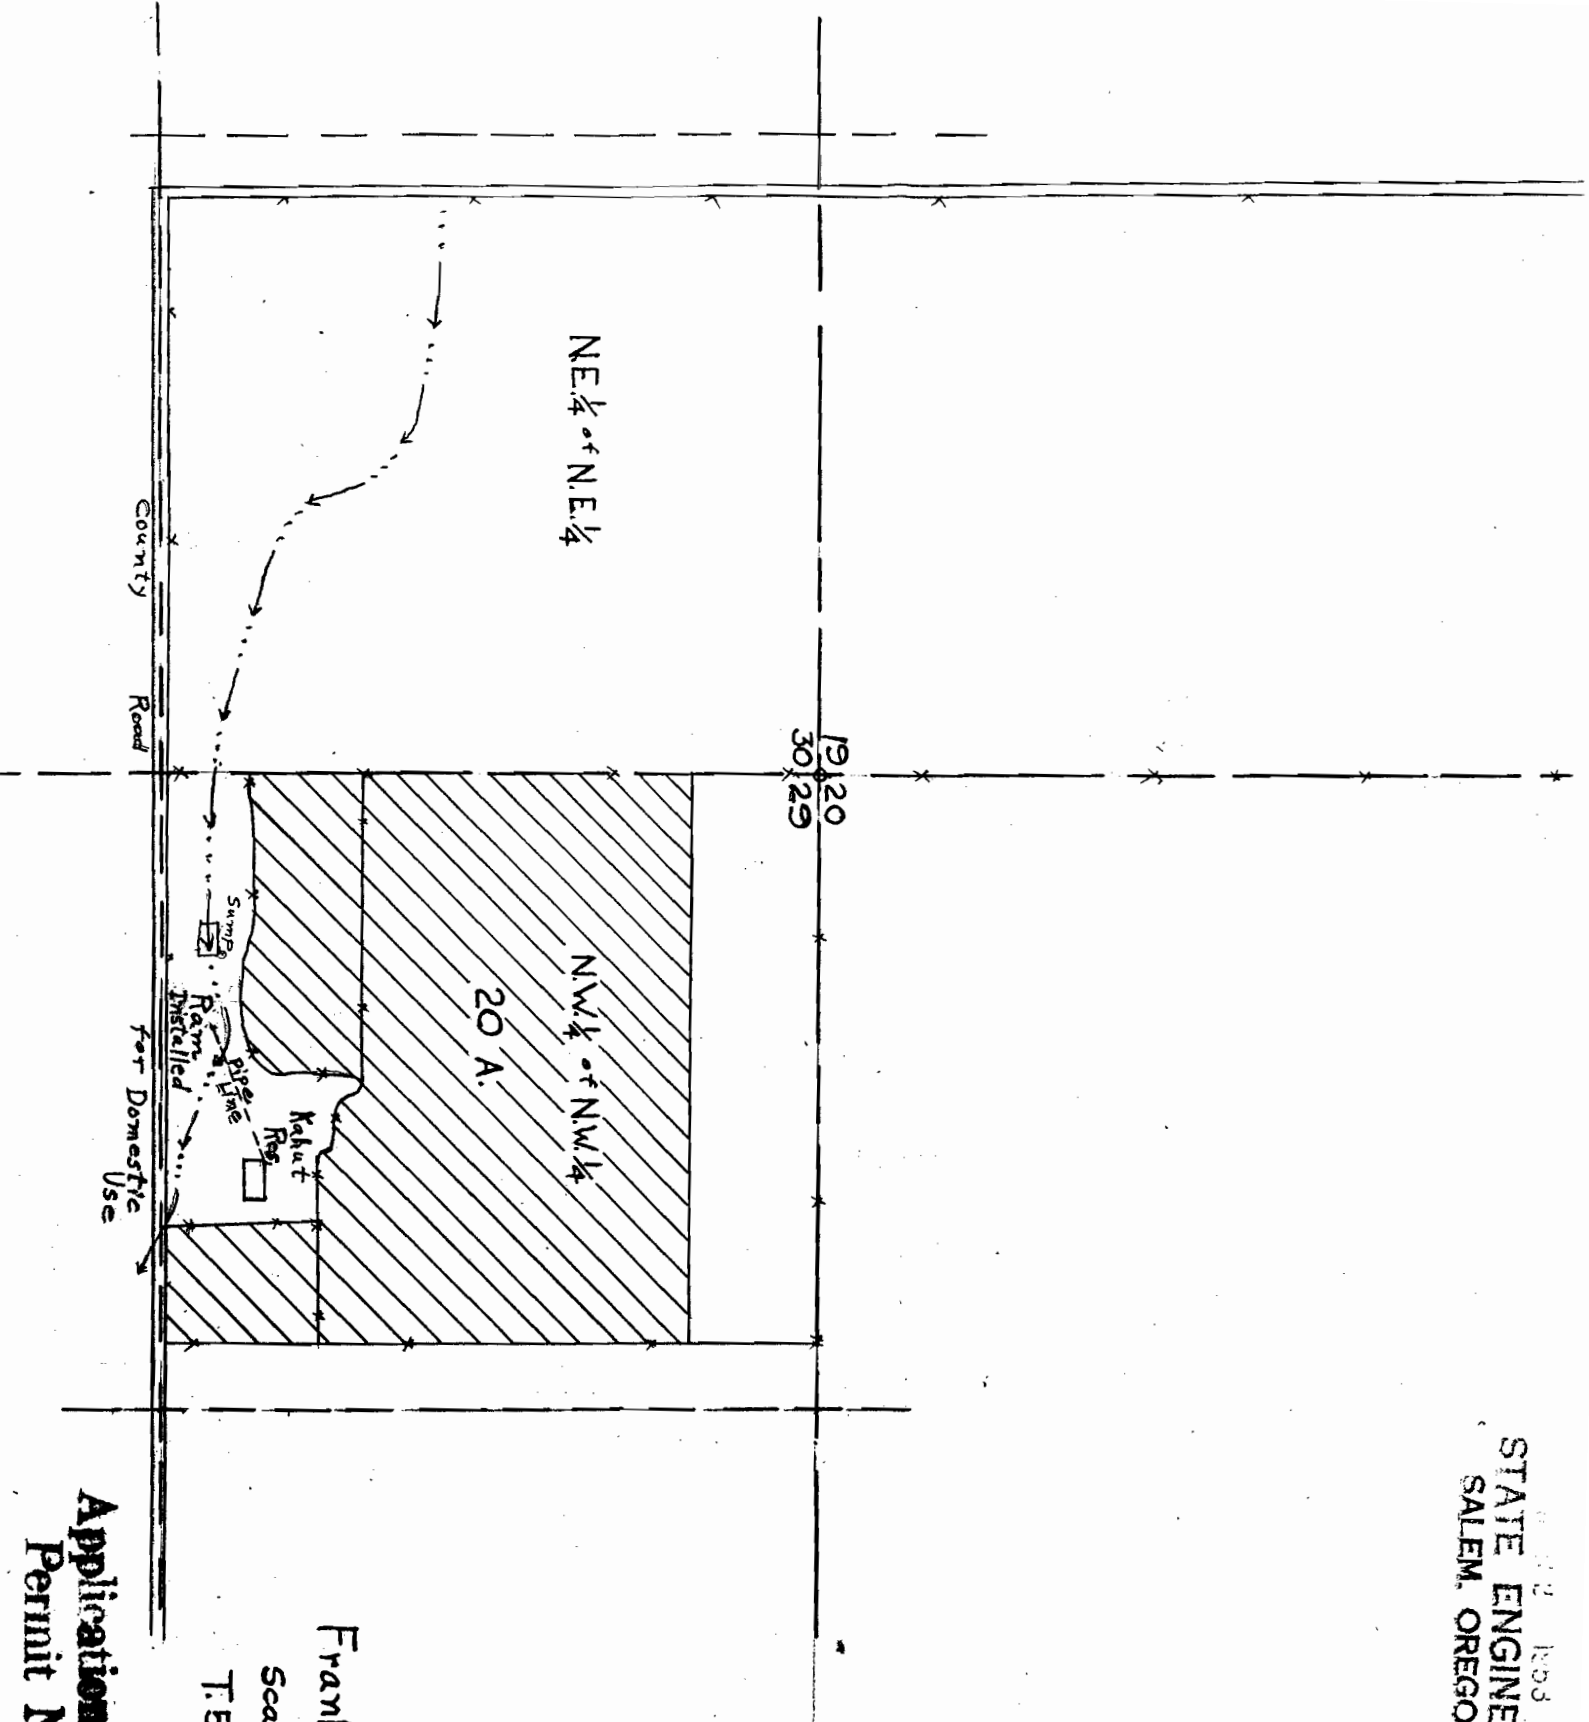 STATE ENGINE
SALEM, OREGO
19 20
30 29
N.E.¼ of N.E.¼
N.W.¼ of N.W.¼
20 A.
Kahut
Res.
Pipe
Line
Sump
Ram
Installed
County Road
for Domestic
Use
Fran
Sca
T.
Application
Permit